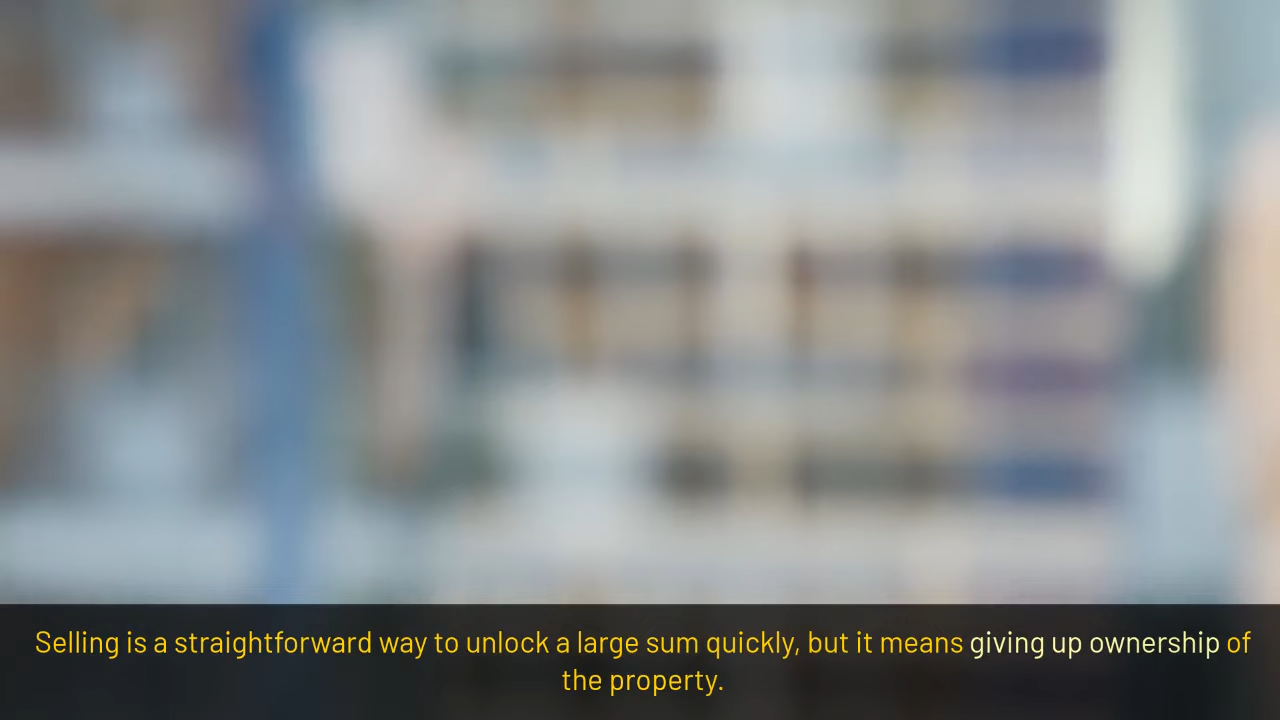 Selling is a straightforward way to unlock a large sum quickly, but it means giving up ownership of
the property.